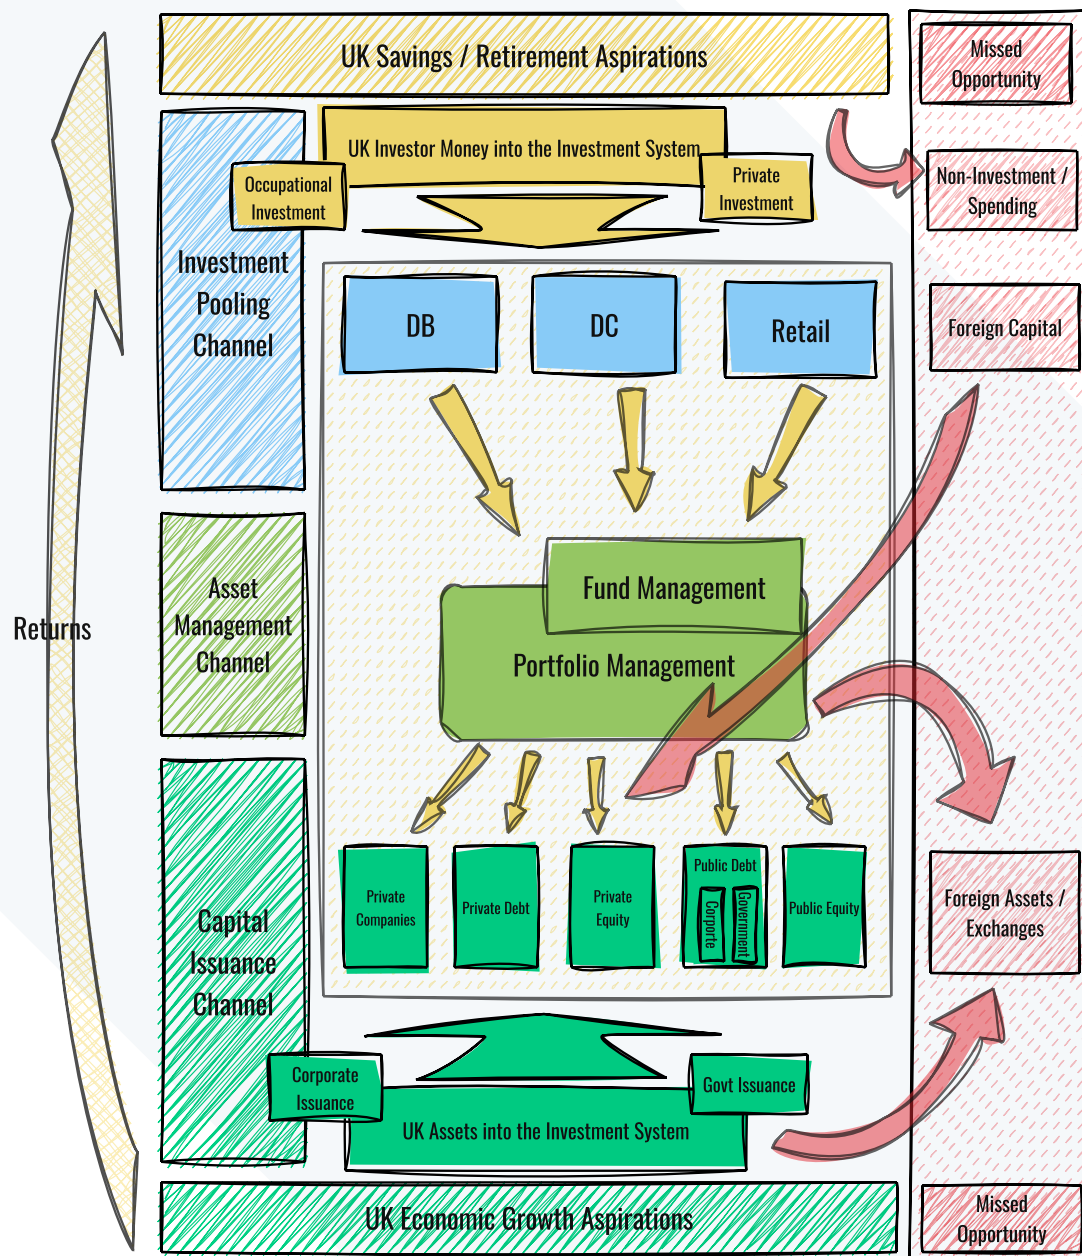 UK Savings / Retirement Aspirations
Missed
Opportunity
UK Investor Money into the Investment System
Occupational
Investment
Private
Investment
Non-Investment /
Spending
Investment
Pooling
Channel
DB
DC
Retail
Foreign Capital
Returns
Asset
Management
Channel
Fund Management
Portfolio Management
Capital
Issuance
Channel
Private
Companies
Private Debt
Private
Equity
Public Debt
Corporte
Government
Public Equity
Foreign Assets /
Exchanges
Corporate
Issuance
Govt Issuance
UK Assets into the Investment System
UK Economic Growth Aspirations
Missed
Opportunity